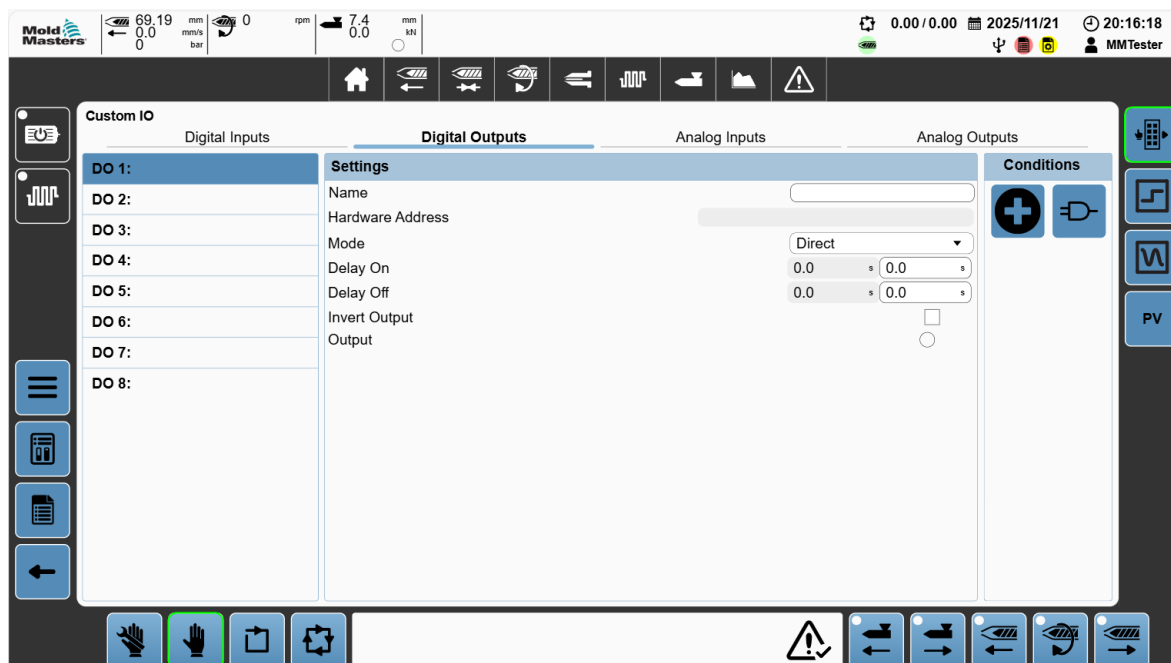 Mold
Masters
69.19 mm
0.0 mm/s
0 bar
0 rpm
7.4 mm
0.0 kN
0.00 / 0.00
2025/11/21
20:16:18
MMTester
Custom IO
Digital Inputs
Digital Outputs
Analog Inputs
Analog Outputs
DO 1:
DO 2:
DO 3:
DO 4:
DO 5:
DO 6:
DO 7:
DO 8:
Settings
Name
Hardware Address
Mode Direct
Delay On 0.0 s 0.0 s
Delay Off 0.0 s 0.0 s
Invert Output
Output
Conditions
PV